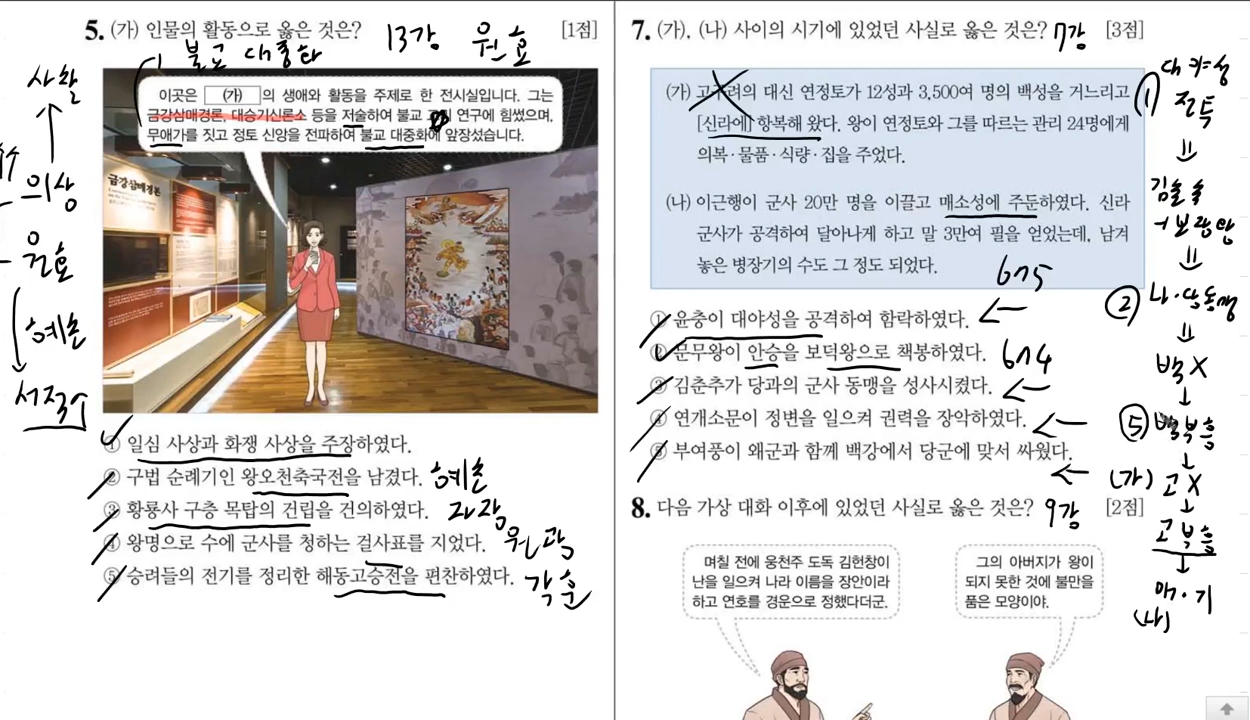 5. (가) 인물의 활동으로 옳은 것은? [1점]
13강 원효
불교 대중화
이곳은 (가) 의 생애와 활동을 주제로 한 전시실입니다. 그는
금강삼매경론, 대승기신론소 등을 저술하여 불교 연구에 힘썼으며,
무애가를 짓고 정토 신앙을 전파하여 불교 대중화에 앞장섰습니다.
사찰
의상
원효
혜초
서적
금강삼매경론
① 일심 사상과 화쟁 사상을 주장하였다.
② 구법 순례기인 왕오천축국전을 남겼다. 혜초
③ 황룡사 구층 목탑의 건립을 건의하였다. 자장
④ 왕명으로 수에 군사를 청하는 걸사표를 지었다. 원광
⑤ 승려들의 전기를 정리한 해동고승전을 편찬하였다. 각훈
7. (가), (나) 사이의 시기에 있었던 사실로 옳은 것은? 7강 [3점]
(가) 고구려의 대신 연정토가 12성과 3,500여 명의 백성을 거느리고
[신라에] 항복해 왔다. 왕이 연정토와 그를 따르는 관리 24명에게
의복·물품·식량·집을 주었다.
(나) 이근행이 군사 20만 명을 이끌고 매소성에 주둔하였다. 신라
군사가 공격하여 달아나게 하고 말 3만여 필을 얻었는데, 남겨
놓은 병장기의 수도 그 정도 되었다.
675
① 윤충이 대야성을 공격하여 함락하였다.
② 문무왕이 안승을 보덕왕으로 책봉하였다. 674
③ 김춘추가 당과의 군사 동맹을 성사시켰다.
④ 연개소문이 정변을 일으켜 권력을 장악하였다.
⑤ 부여풍이 왜군과 함께 백강에서 당군에 맞서 싸웠다.
① 대야성
전투
김춘추
② 나·당동맹
백X
⑤ 백부흥
(가) 고X
고부흥
매·기
(나)
8. 다음 가상 대화 이후에 있었던 사실로 옳은 것은? 9강 [2점]
며칠 전에 웅천주 도독 김헌창이
난을 일으켜 나라 이름을 장안이라
하고 연호를 경운으로 정했다더군.
그의 아버지가 왕이
되지 못한 것에 불만을
품은 모양이야.